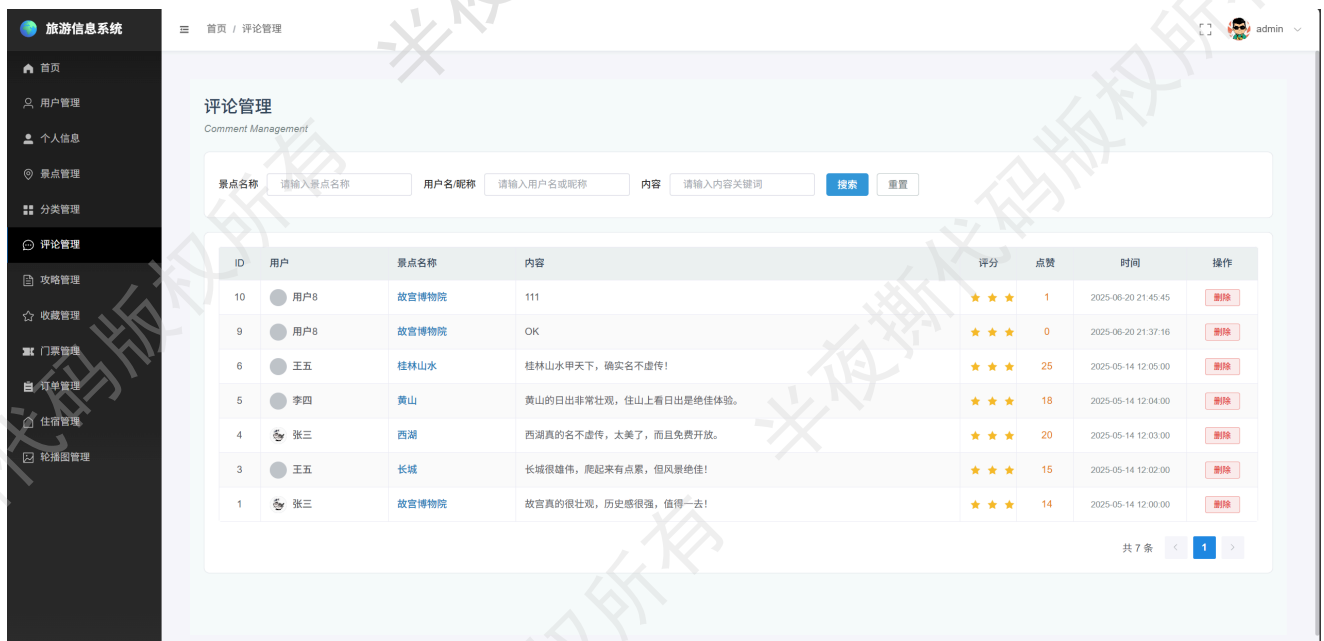 旅游信息系统
首页 / 评论管理
admin
首页
用户管理
个人信息
景点管理
分类管理
评论管理
攻略管理
收藏管理
门票管理
订单管理
住宿管理
轮播图管理
评论管理
Comment Management
景点名称 请输入景点名称 用户名/昵称 请输入用户名或昵称 内容 请输入内容关键词 搜索 重置
ID 用户 景点名称 内容 评分 点赞 时间 操作
10 用户8 故宫博物院 111 1 2025-06-20 21:45:45 删除
9 用户8 故宫博物院 OK 0 2025-06-20 21:37:16 删除
6 王五 桂林山水 桂林山水甲天下，确实名不虚传！ 25 2025-05-14 12:05:00 删除
5 李四 黄山 黄山的日出非常壮观，住山上看日出是绝佳体验。 18 2025-05-14 12:04:00 删除
4 张三 西湖 西湖真的名不虚传，太美了，而且免费开放。 20 2025-05-14 12:03:00 删除
3 王五 长城 长城很雄伟，爬起来有点累，但风景绝佳！ 15 2025-05-14 12:02:00 删除
1 张三 故宫博物院 故宫真的很壮观，历史感很强，值得一去！ 14 2025-05-14 12:00:00 删除
共 7 条 1
半夜撕代码版权所有